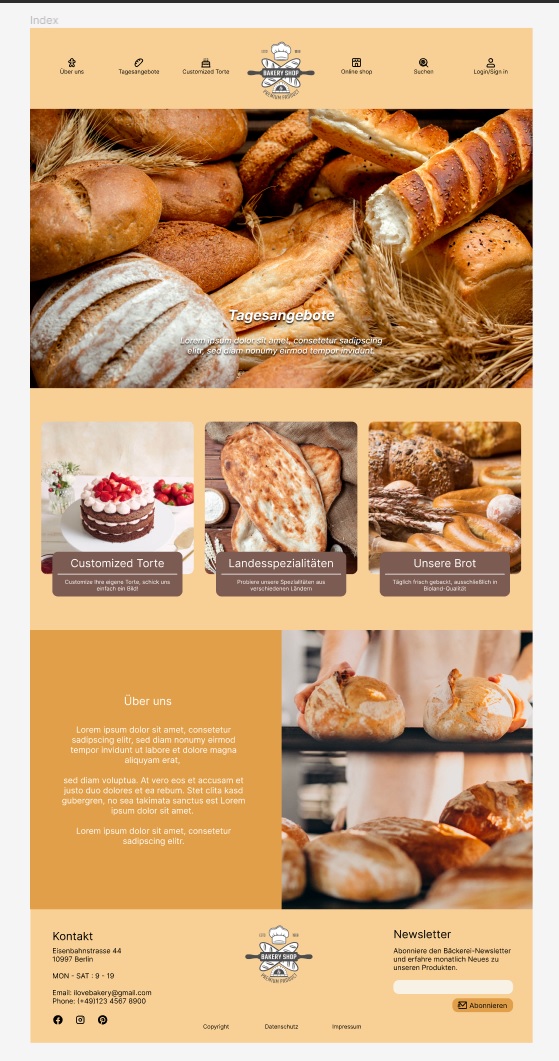 Index
Über uns
Tagesangebote
Customized Torte
BAKERY SHOP
PREMIUM PRODUCT
Online shop
Suchen
Login/Sign in
Tagesangebote
Lorem ipsum dolor sit amet, consetetur sadipscing
elitr, sed diam nonumy eirmod tempor invidunt.
Customized Torte
Customize Ihre eigene Torte, schick uns
einfach ein Bild!
Landesspezialitäten
Probiere unsere Spezialitäten aus
verschiedenen Ländern
Unsere Brot
Täglich frisch gebackt, ausschließlich in
Bioland-Qualität
Über uns
Lorem ipsum dolor sit amet, consetetur
sadipscing elitr, sed diam nonumy eirmod
tempor invidunt ut labore et dolore magna
aliquyam erat,
sed diam voluptua. At vero eos et accusam et
justo duo dolores et ea rebum. Stet clita kasd
gubergren, no sea takimata sanctus est Lorem
ipsum dolor sit amet.
Lorem ipsum dolor sit amet, consetetur
sadipscing elitr.
Kontakt
Eisenbahnstrasse 44
10997 Berlin
MON - SAT : 9 - 19
Email: ilovebakery@gmail.com
Phone: (+49)123 4567 8900
BAKERY SHOP
PREMIUM PRODUCT
Copyright
Datenschutz
Impressum
Newsletter
Abonniere den Bäckerei-Newsletter
und erfahre monatlich Neues zu
unseren Produkten.
Abonnieren